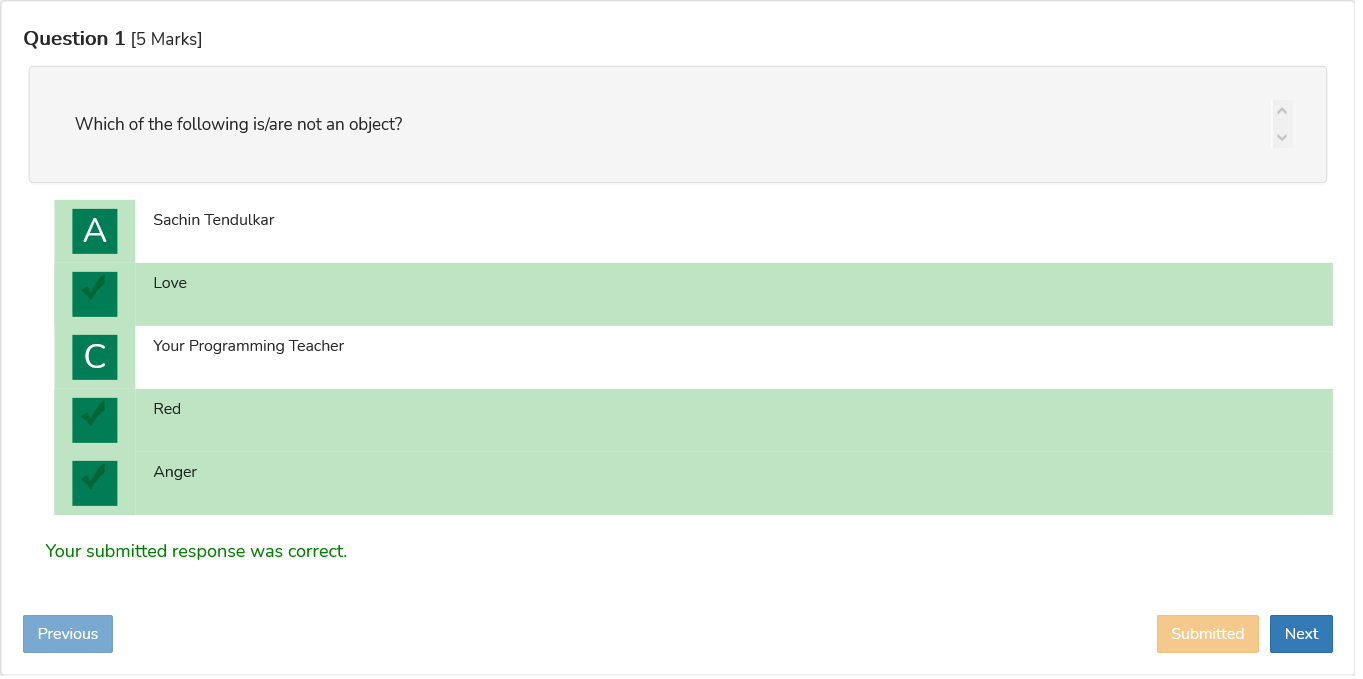 Question 1 [5 Marks]
Which of the following is/are not an object?
A Sachin Tendulkar
Love
C Your Programming Teacher
Red
Anger
Your submitted response was correct.
Previous Submitted Next